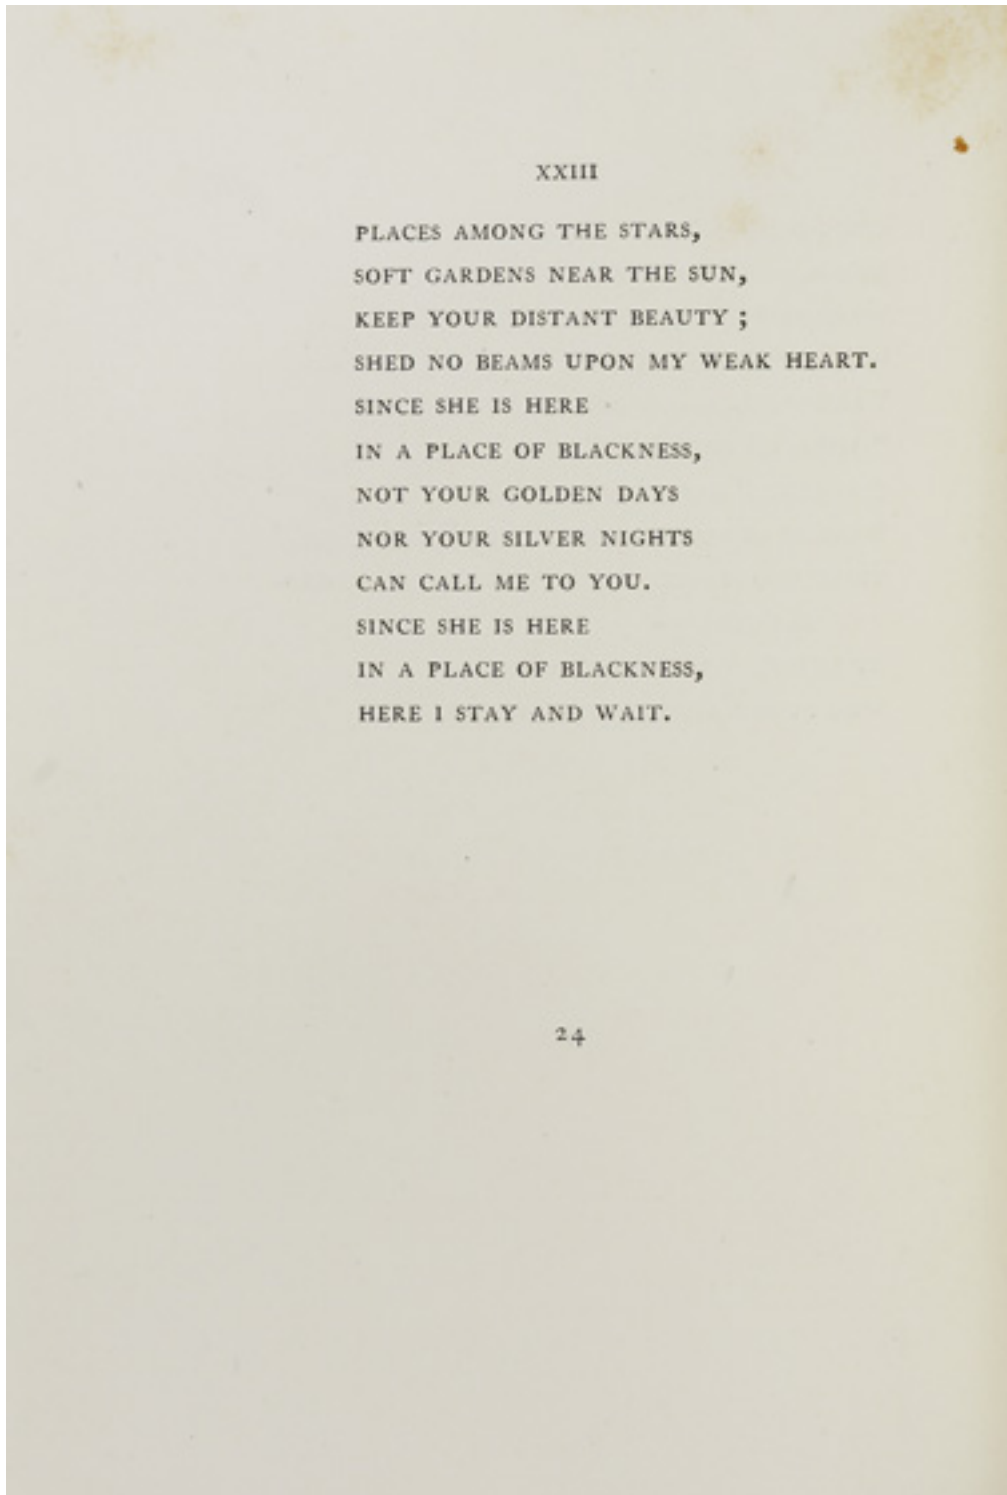 XXIII
PLACES AMONG THE STARS,
SOFT GARDENS NEAR THE SUN,
KEEP YOUR DISTANT BEAUTY ;
SHED NO BEAMS UPON MY WEAK HEART.
SINCE SHE IS HERE
IN A PLACE OF BLACKNESS,
NOT YOUR GOLDEN DAYS
NOR YOUR SILVER NIGHTS
CAN CALL ME TO YOU.
SINCE SHE IS HERE
IN A PLACE OF BLACKNESS,
HERE I STAY AND WAIT.
24